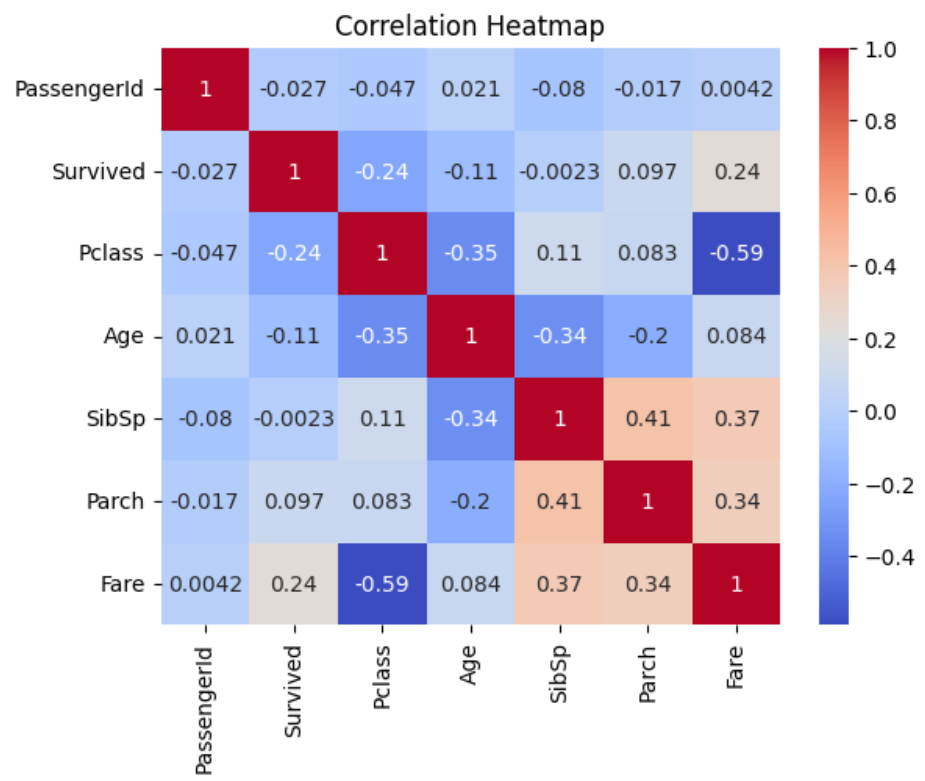 Correlation Heatmap
PassengerId 1 -0.027 -0.047 0.021 -0.08 -0.017 0.0042
Survived -0.027 1 -0.24 -0.11 -0.0023 0.097 0.24
Pclass -0.047 -0.24 1 -0.35 0.11 0.083 -0.59
Age 0.021 -0.11 -0.35 1 -0.34 -0.2 0.084
SibSp -0.08 -0.0023 0.11 -0.34 1 0.41 0.37
Parch -0.017 0.097 0.083 -0.2 0.41 1 0.34
Fare 0.0042 0.24 -0.59 0.084 0.37 0.34 1
PassengerId Survived Pclass Age SibSp Parch Fare
1.0
0.8
0.6
0.4
0.2
0.0
−0.2
−0.4